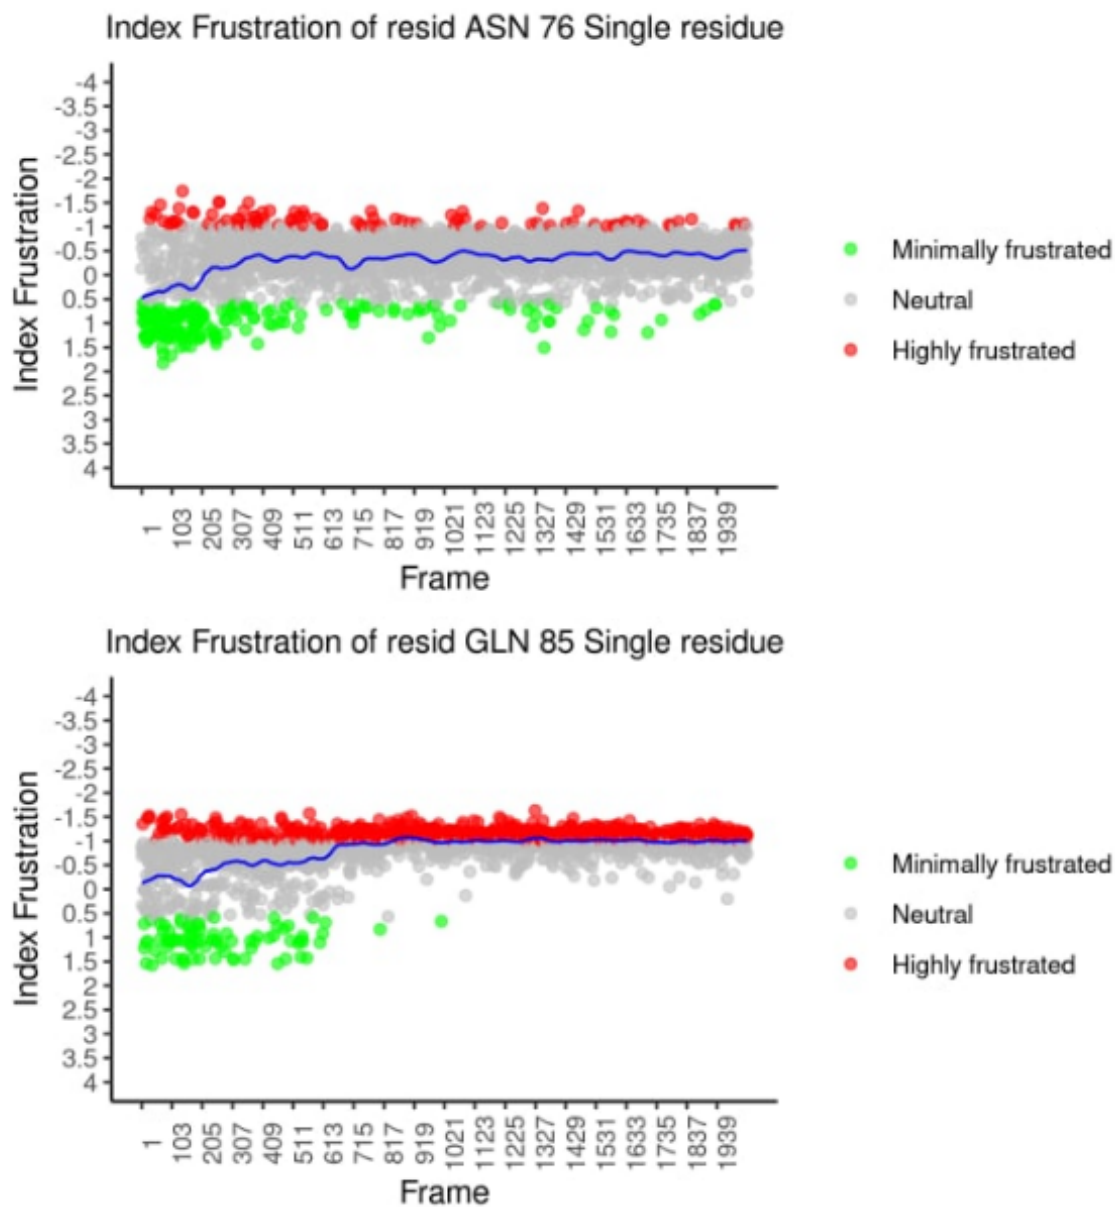 Index Frustration of resid ASN 76 Single residue
Index Frustration
-4
-3.5
-3
-2.5
-2
-1.5
-1
-0.5
0
0.5
1
1.5
2
2.5
3
3.5
4
1 103 205 307 409 511 613 715 817 919 1021 1123 1225 1327 1429 1531 1633 1735 1837 1939
Frame
Minimally frustrated
Neutral
Highly frustrated
Index Frustration of resid GLN 85 Single residue
Index Frustration
-4
-3.5
-3
-2.5
-2
-1.5
-1
-0.5
0
0.5
1
1.5
2
2.5
3
3.5
4
1 103 205 307 409 511 613 715 817 919 1021 1123 1225 1327 1429 1531 1633 1735 1837 1939
Frame
Minimally frustrated
Neutral
Highly frustrated